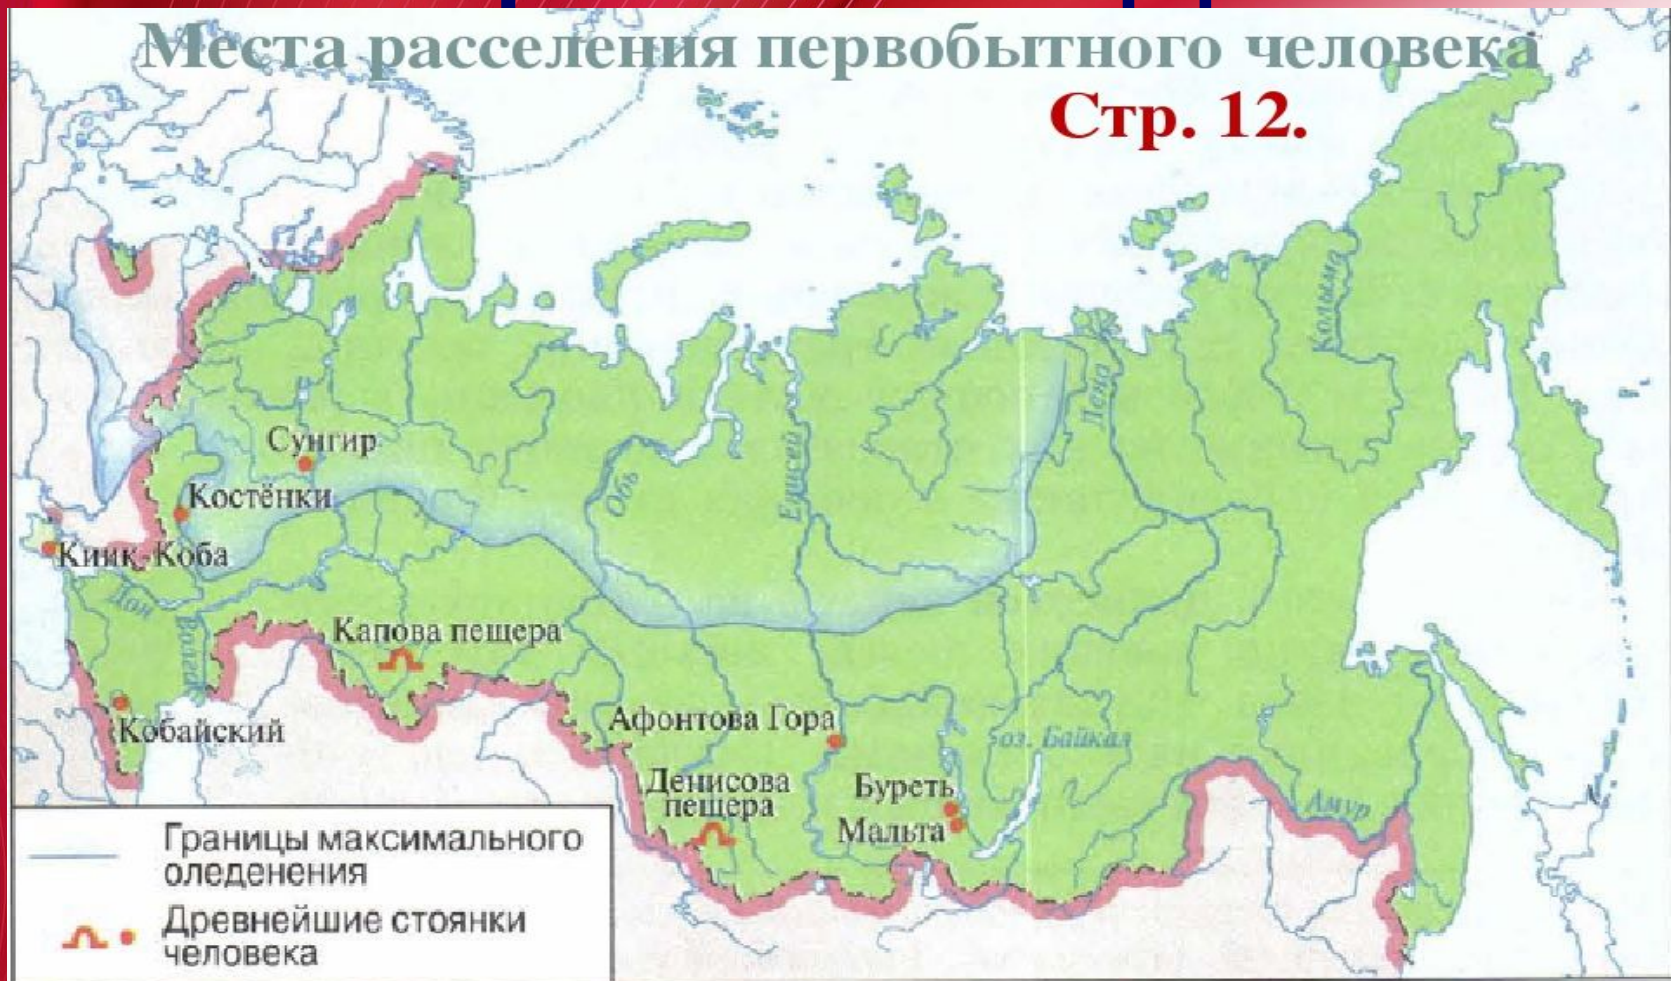 Места расселения первобытного человека
Стр. 12.
Колыма
Лена
Сунгир
Обь
Енисей
Костёнки
Киик-Коба
Дон
Волга
Капова пещера
Афонтова Гора
Кобайский
оз. Байкал
Денисова
пещера
Буреть
Мальта
Амур
Границы максимального
оледенения
Древнейшие стоянки
человека